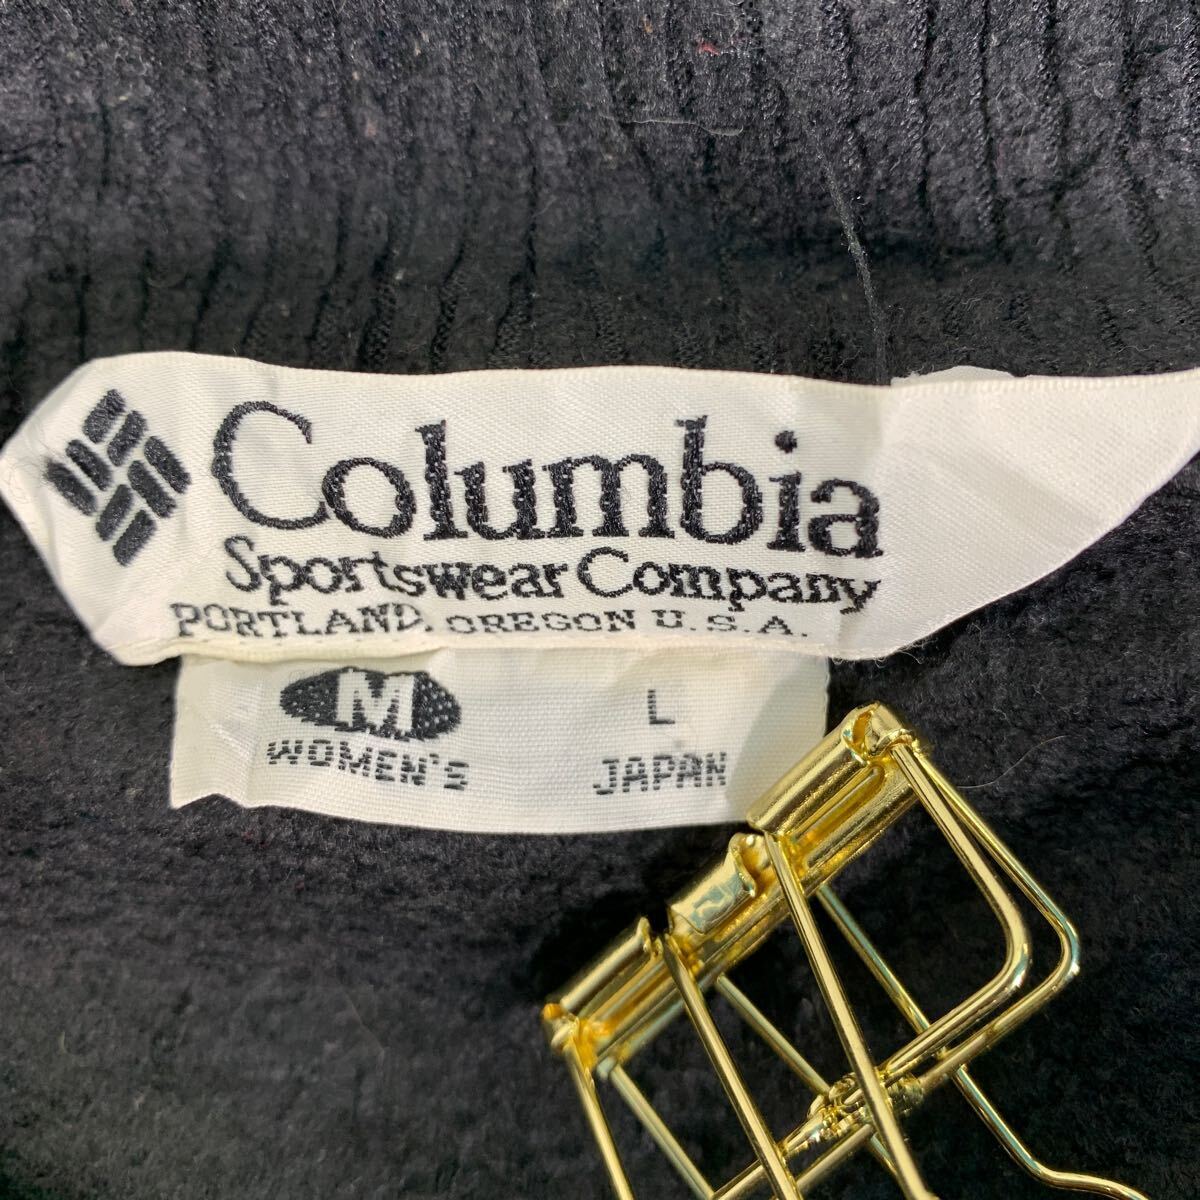 Columbia
Sportswear Company
PORTLAND, OREGON U.S.A.
M L
WOMEN'S JAPAN